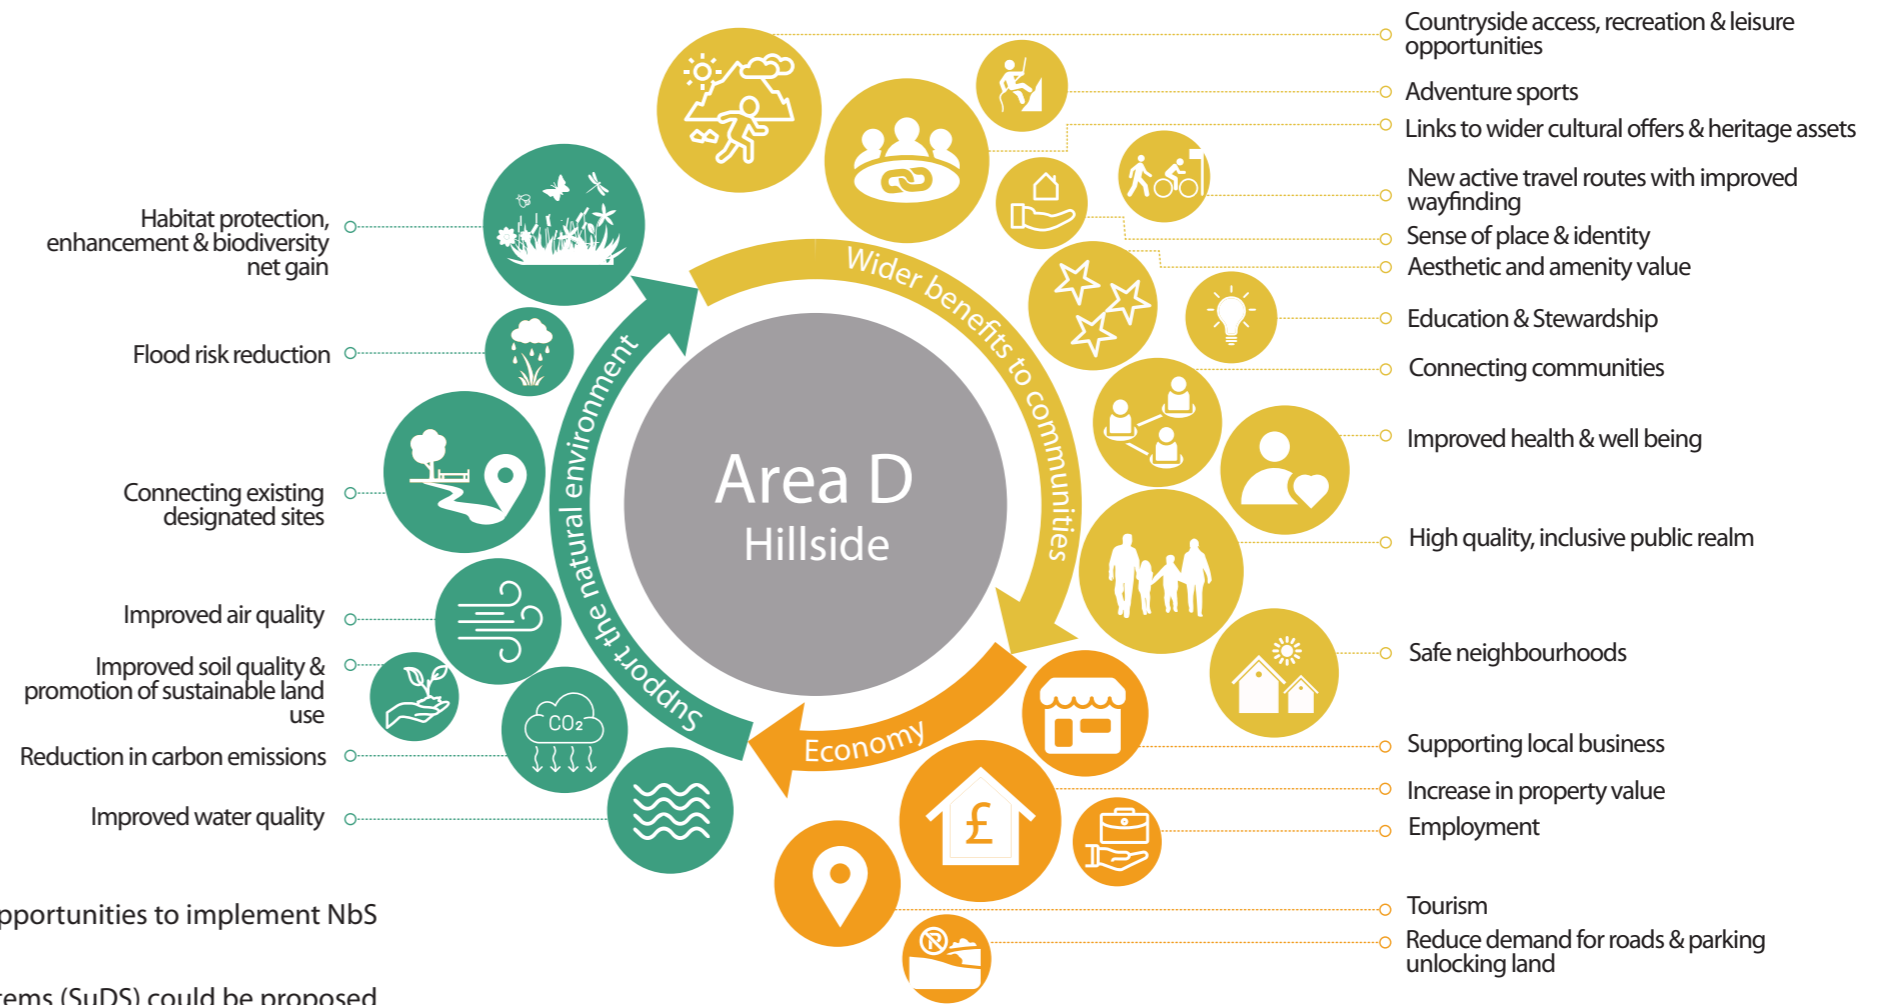 Countryside access, recreation & leisure
opportunities
Adventure sports
Links to wider cultural offers & heritage assets
New active travel routes with improved
wayfinding
Sense of place & identity
Aesthetic and amenity value
Education & Stewardship
Connecting communities
Improved health & well being
High quality, inclusive public realm
Safe neighbourhoods
Supporting local business
Increase in property value
Employment
Tourism
Reduce demand for roads & parking
unlocking land
Habitat protection,
enhancement & biodiversity
net gain
Flood risk reduction
Connecting existing
designated sites
Improved air quality
Improved soil quality &
promotion of sustainable land
use
Reduction in carbon emissions
Improved water quality
Wider benefits to communities
Economy
Support the natural environment
Area D
Hillside
CO₂
£
P
opportunities to implement NbS
(SuDS) could be proposed